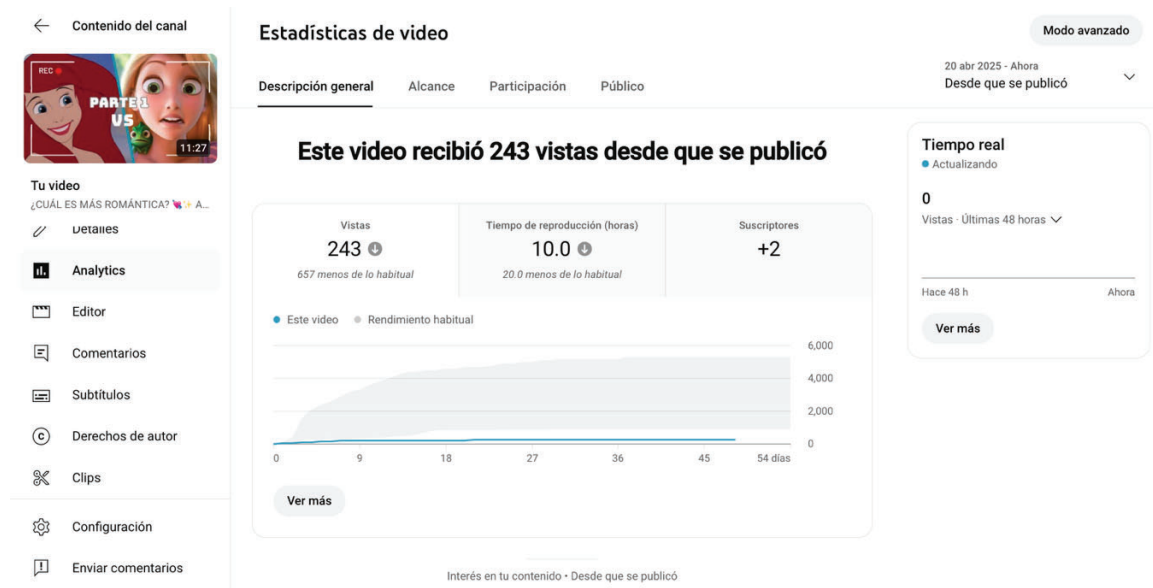 Contenido del canal
REC
PARTE 1
VS
11:27
Tu video
¿CUÁL ES MÁS ROMÁNTICA? 💘✨ A...
Detalles
Analytics
Editor
Comentarios
Subtítulos
Derechos de autor
Clips
Configuración
Enviar comentarios
Estadísticas de video
Modo avanzado
Descripción general Alcance Participación Público
20 abr 2025 - Ahora
Desde que se publicó
Este video recibió 243 vistas desde que se publicó
Vistas
243
657 menos de lo habitual
Tiempo de reproducción (horas)
10.0
20.0 menos de lo habitual
Suscriptores
+2
Este video Rendimiento habitual
6,000
4,000
2,000
0
0 9 18 27 36 45 54 días
Ver más
Interés en tu contenido • Desde que se publicó
Tiempo real
Actualizando
0
Vistas · Últimas 48 horas
Hace 48 h Ahora
Ver más